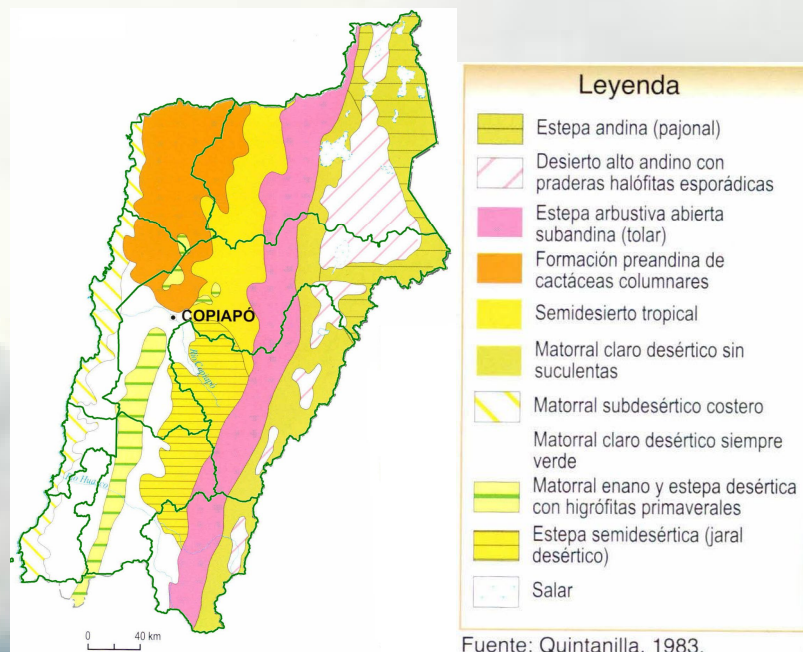 COPIAPÓ
Río Copiapó
0 40 km
Leyenda
Estepa andina (pajonal)
Desierto alto andino con
praderas halófitas esporádicas
Estepa arbustiva abierta
subandina (tolar)
Formación preandina de
cactáceas columnares
Semidesierto tropical
Matorral claro desértico sin
suculentas
Matorral subdesértico costero
Matorral claro desértico siempre
verde
Matorral enano y estepa desértica
con higrófitas primaverales
Estepa semidesértica (jaral
desértico)
Salar
Fuente: Quintanilla, 1983.